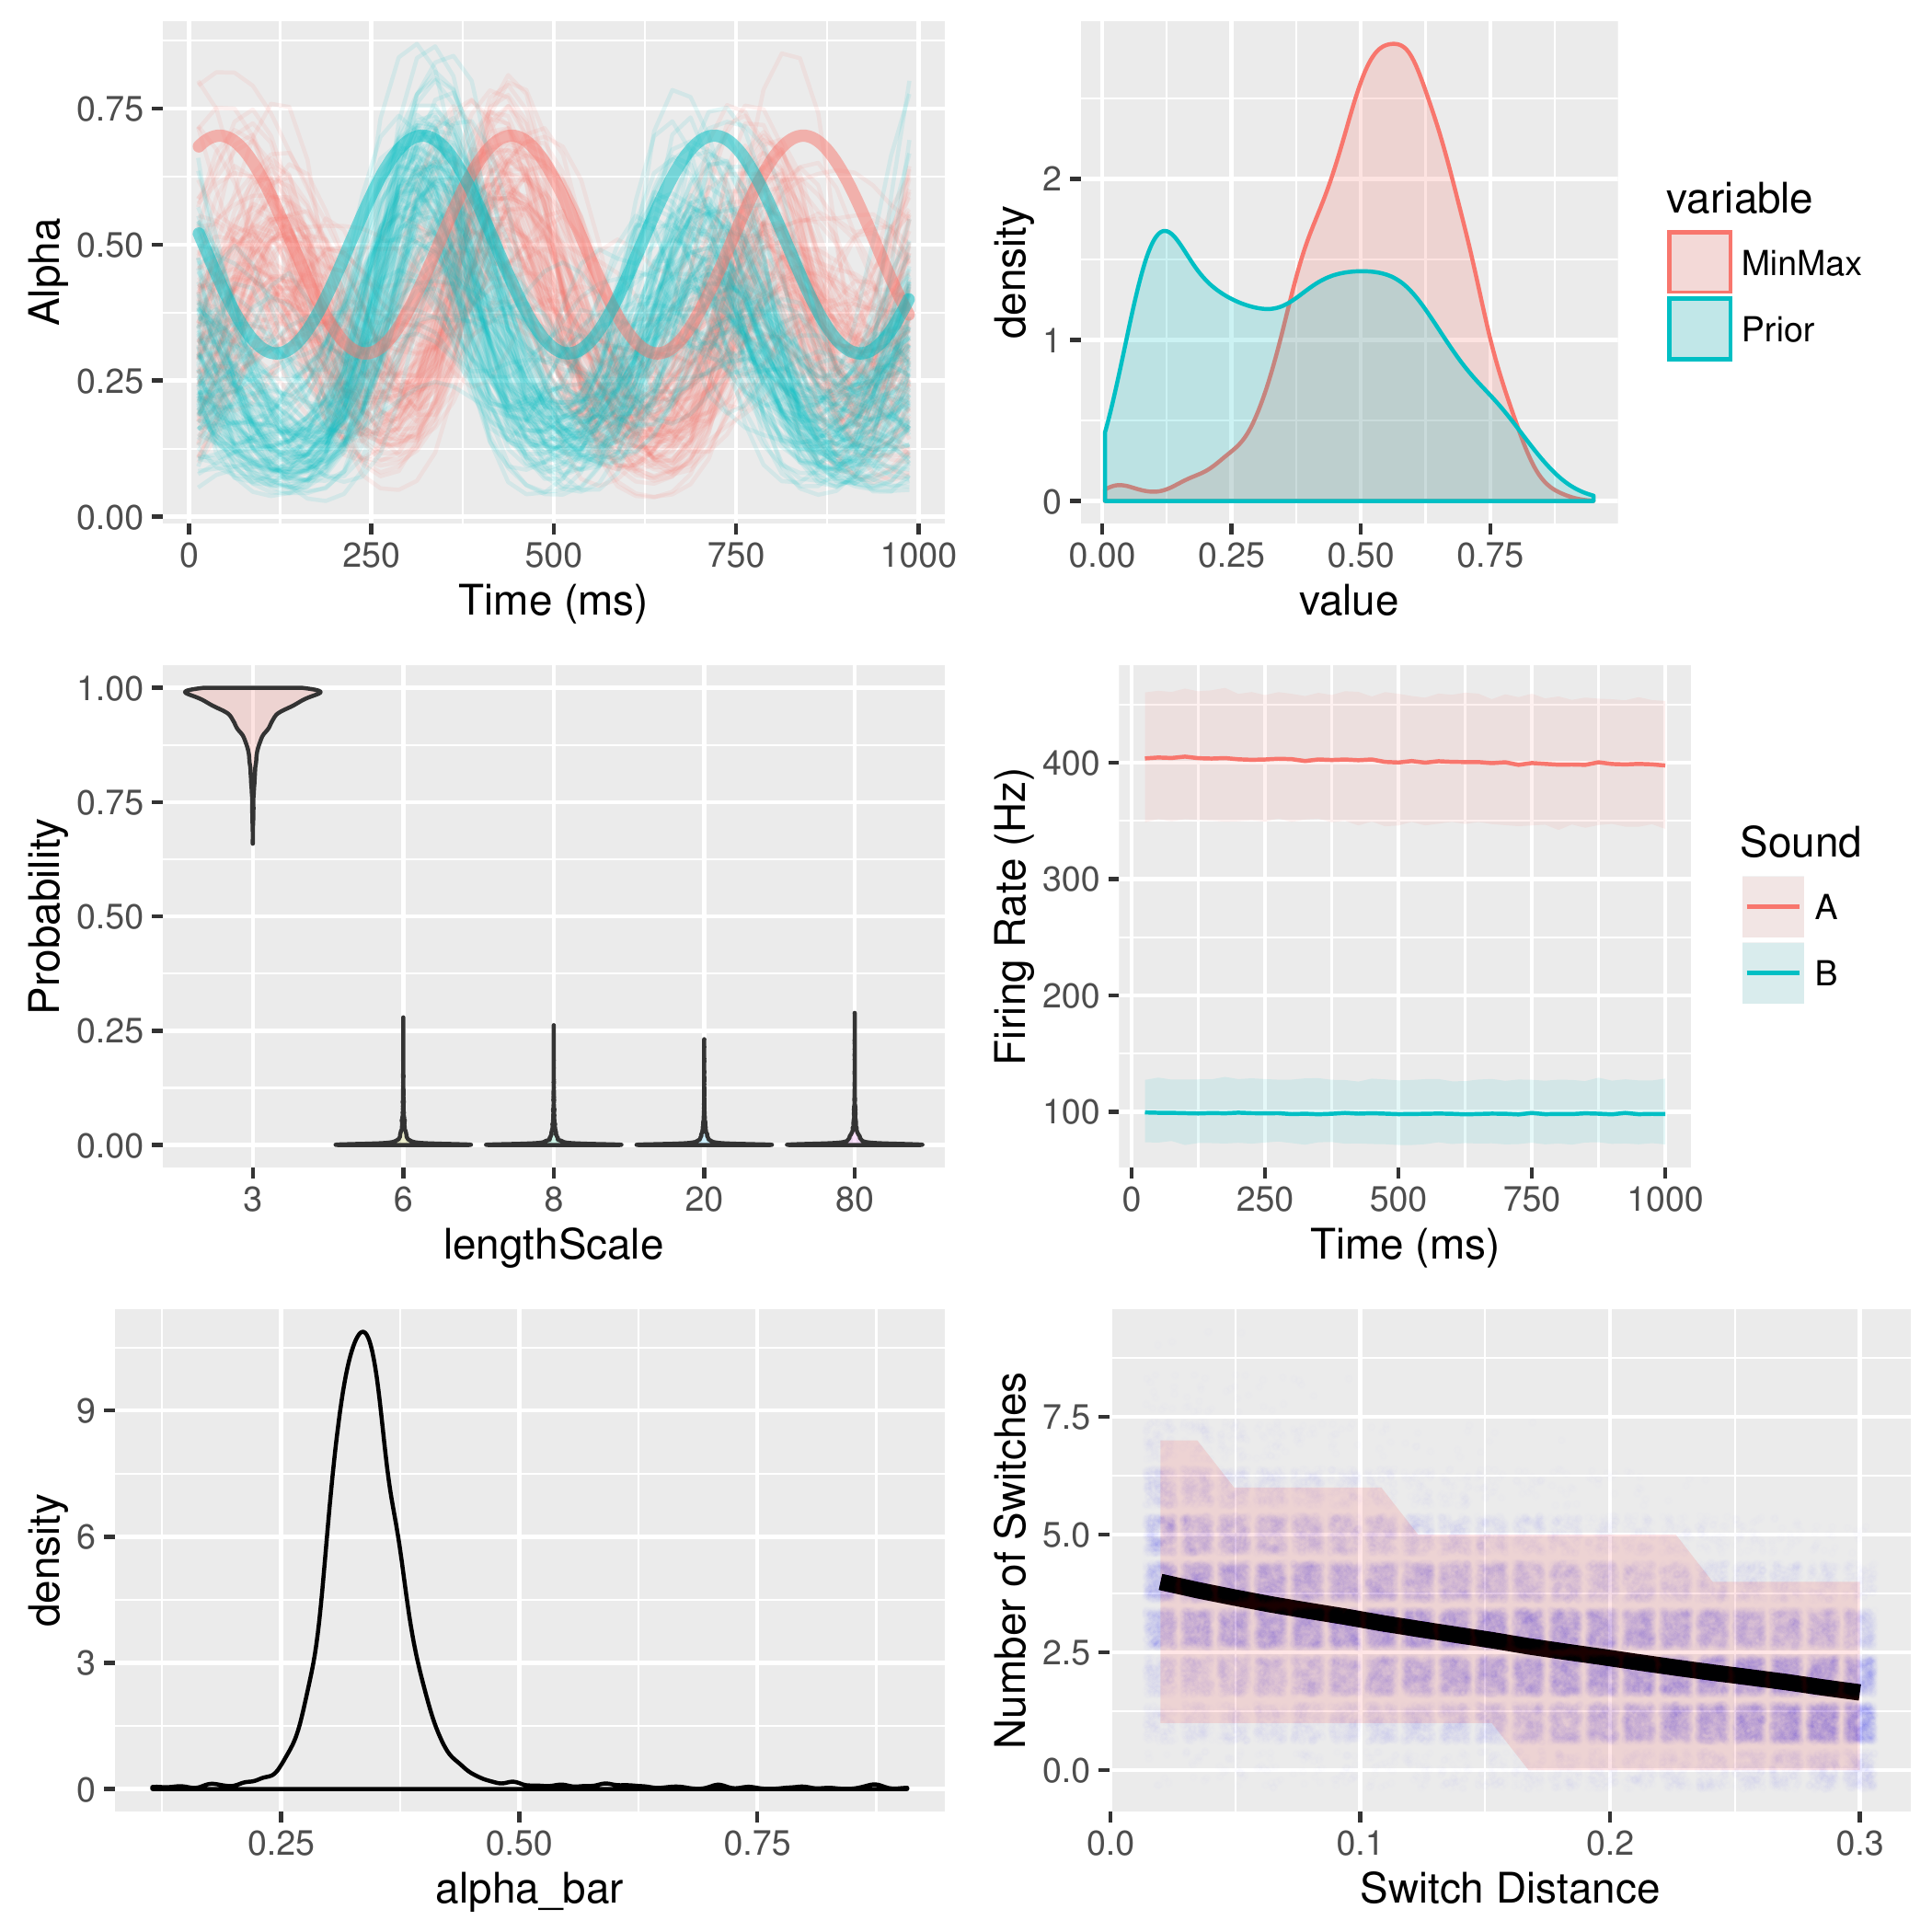 Alpha
0.75
0.50
0.25
0.00
0 250 500 750 1000
Time (ms)
density
2
1
0
0.00 0.25 0.50 0.75
value
variable
MinMax
Prior
Probability
1.00
0.75
0.50
0.25
0.00
3 6 8 20 80
lengthScale
Firing Rate (Hz)
400
300
200
100
0 250 500 750 1000
Time (ms)
Sound
A
B
density
9
6
3
0
0.25 0.50 0.75
alpha_bar
Number of Switches
7.5
5.0
2.5
0.0
0.0 0.1 0.2 0.3
Switch Distance